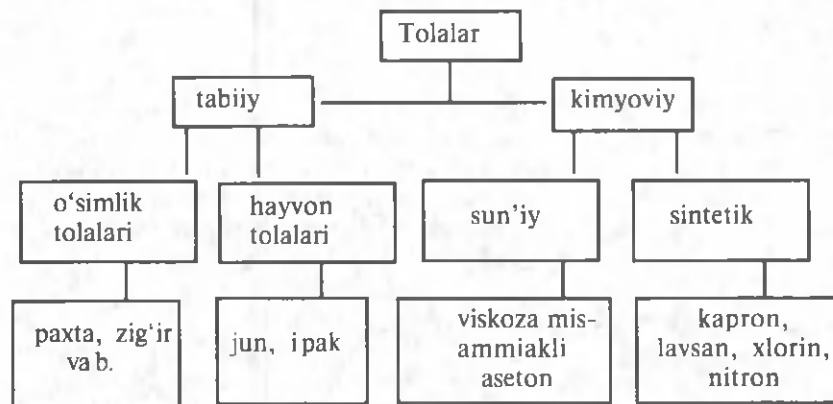 Tolalar
tabiiy
kimyoviy
o‘simlik
tolalari
hayvon
tolalari
sun’iy
sintetik
paxta, zig‘ir
va b.
jun, ipak
viskoza mis-
ammiakli
aseton
kapron,
lavsan, xlorin,
nitron